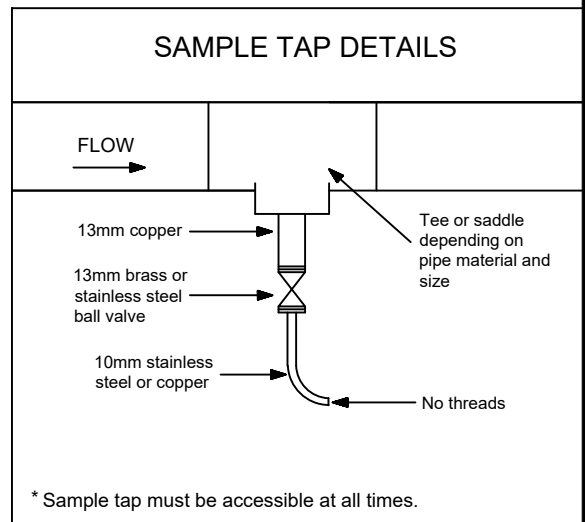 SAMPLE TAP DETAILS
FLOW
13mm copper
Tee or saddle
depending on
pipe material and
size
13mm brass or
stainless steel
ball valve
10mm stainless
steel or copper
No threads
* Sample tap must be accessible at all times.